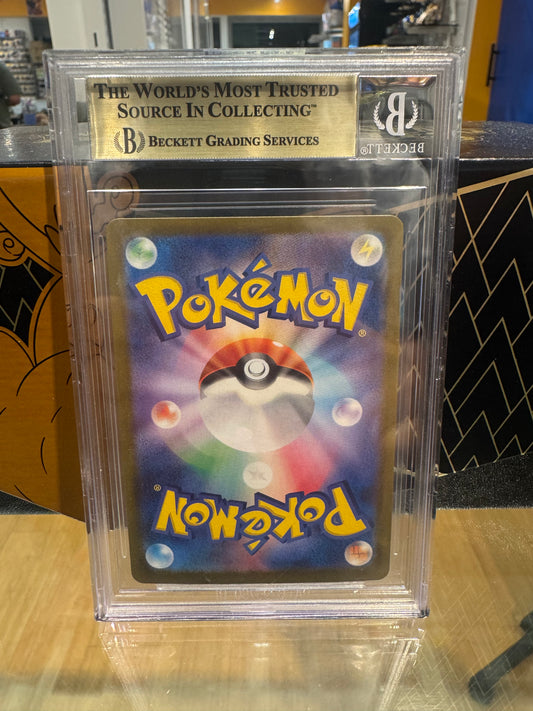 THE WORLD'S MOST TRUSTED
SOURCE IN COLLECTING™
B BECKETT GRADING SERVICES
B
BECKETT®
POKéMON®
POKéMON®